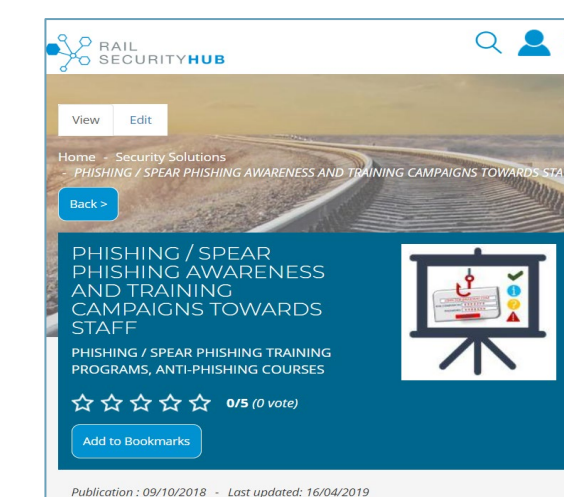 RAIL
SECURITYHUB
View Edit
Home - Security Solutions
- PHISHING / SPEAR PHISHING AWARENESS AND TRAINING CAMPAIGNS TOWARDS STA
Back >
PHISHING / SPEAR
PHISHING AWARENESS
AND TRAINING
CAMPAIGNS TOWARDS
STAFF
PHISHING / SPEAR PHISHING TRAINING
PROGRAMS, ANTI-PHISHING COURSES
0/5 (0 vote)
Add to Bookmarks
Publication : 09/10/2018 - Last updated: 16/04/2019